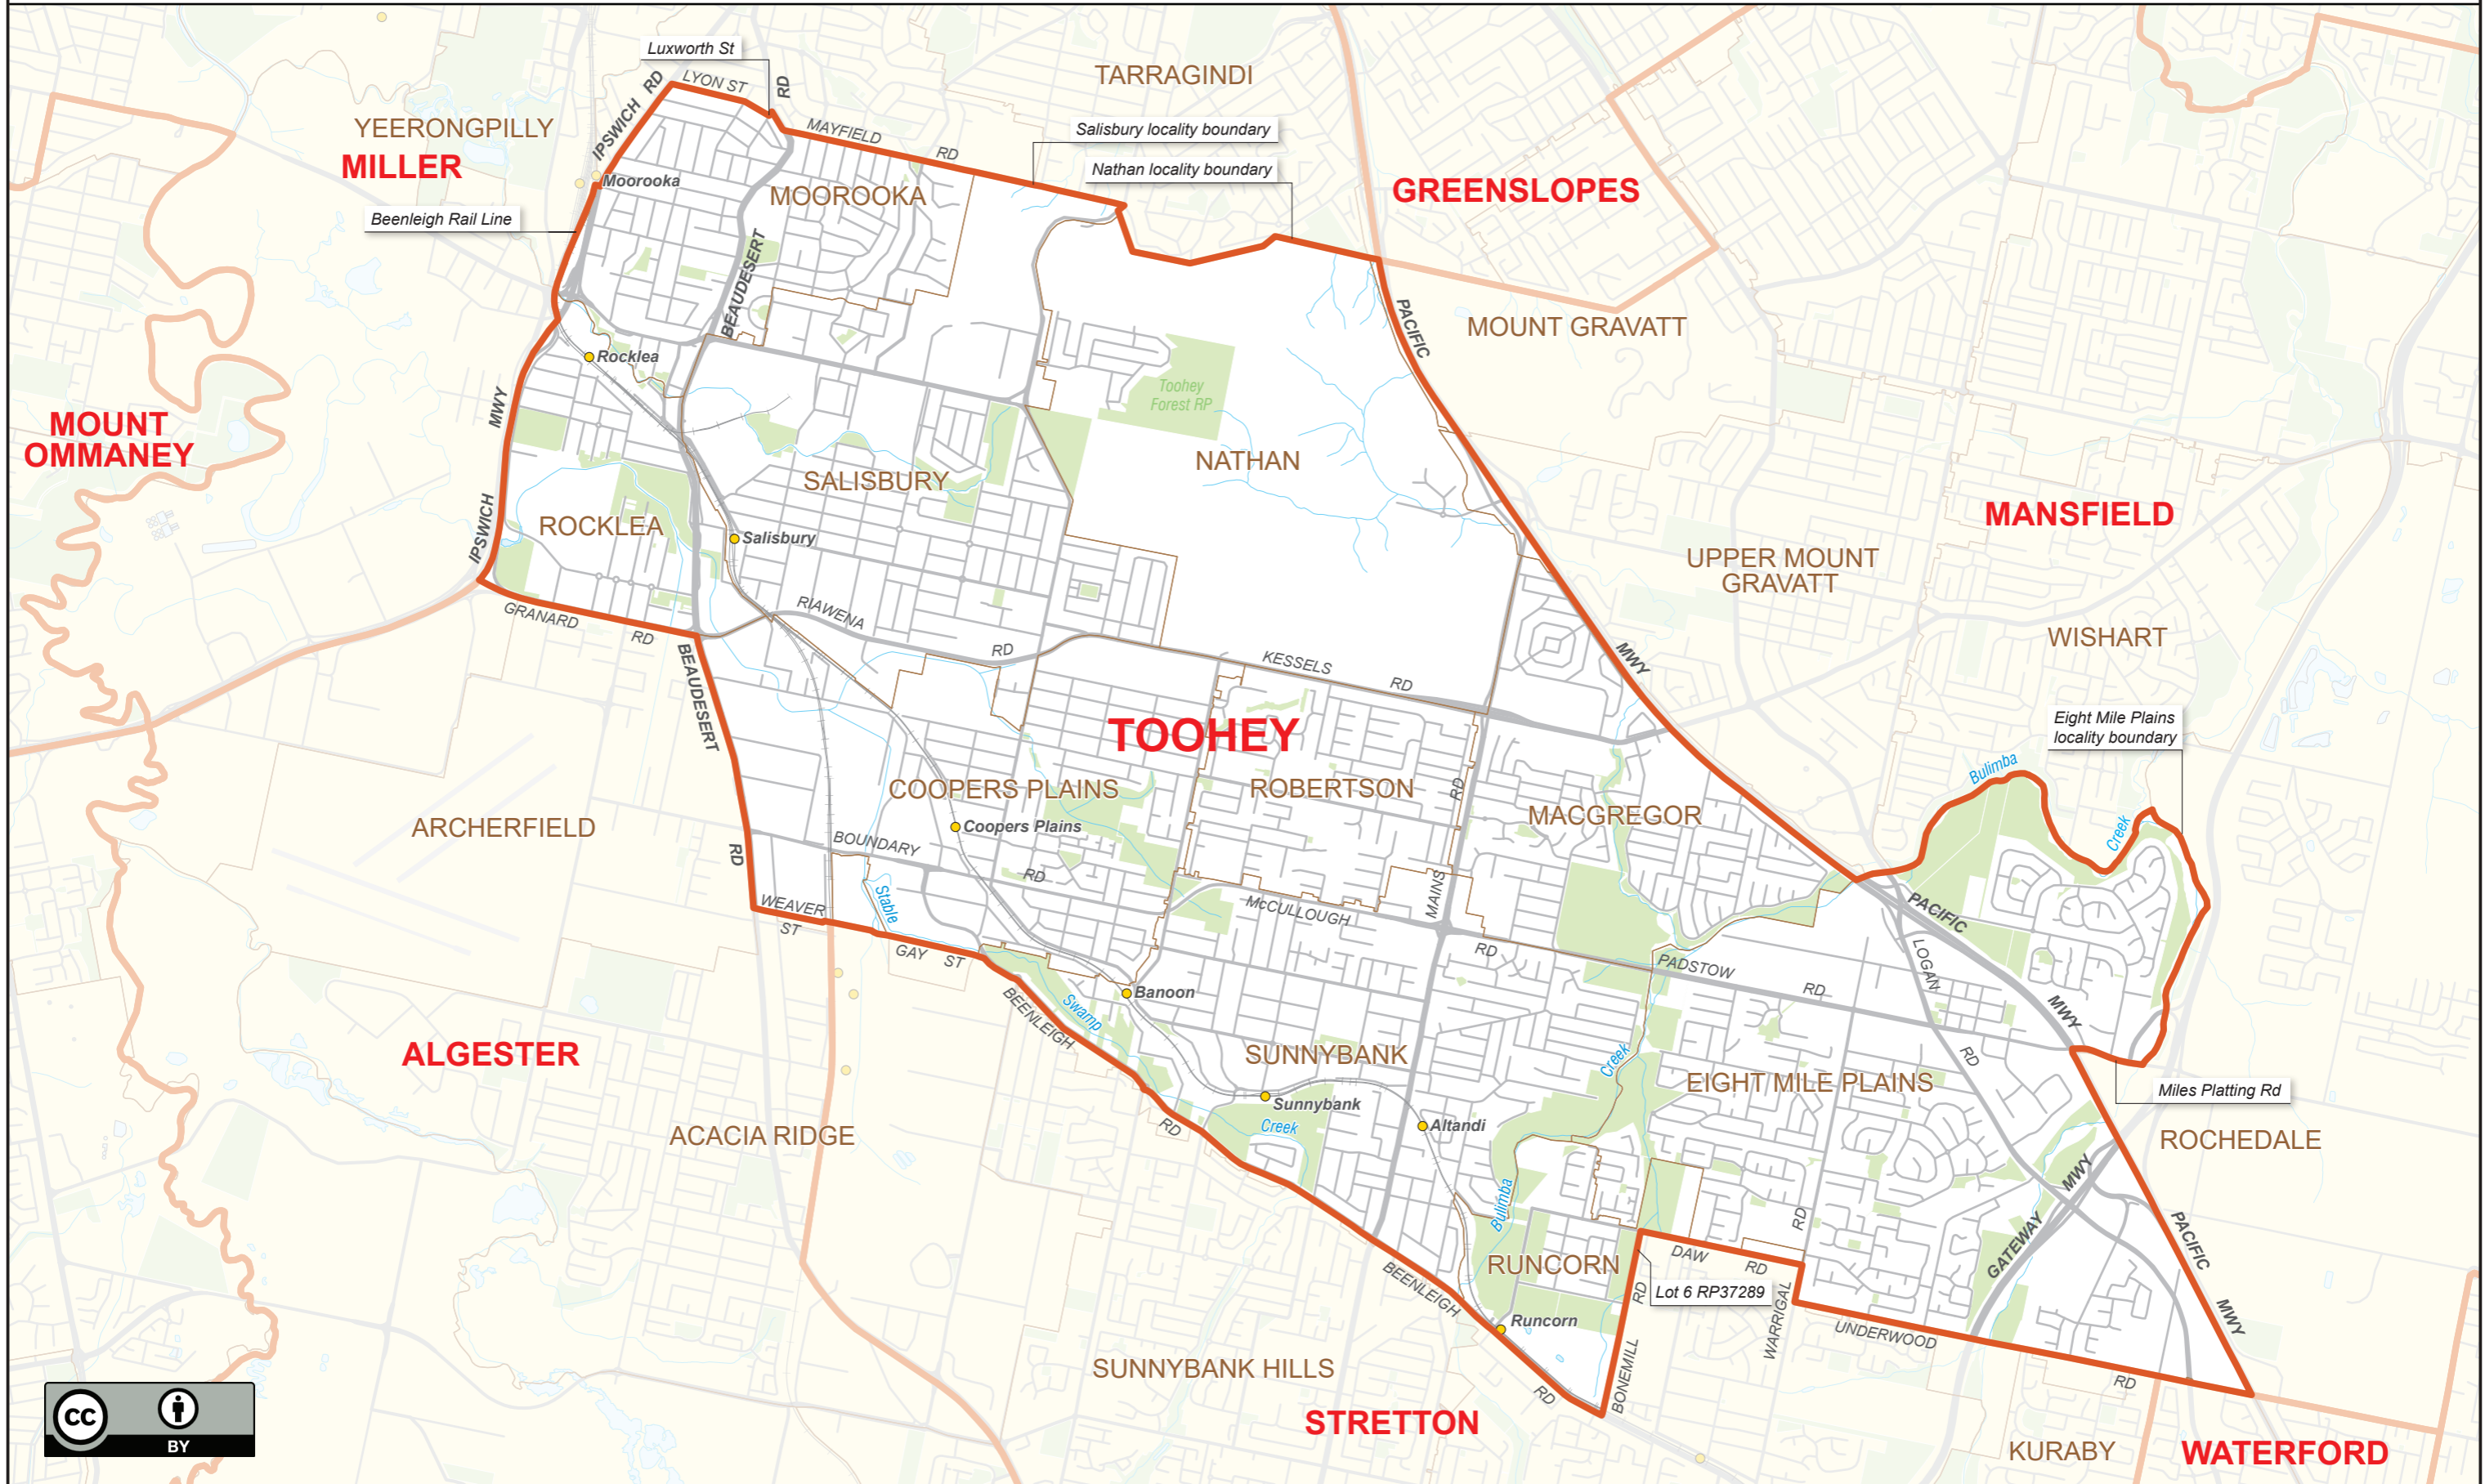 Luxworth St
LYON ST
RD
IPSWICH RD
TARRAGINDI
YEERONGPILLY
MILLER
MAYFIELD RD
Salisbury locality boundary
Nathan locality boundary
Moorooka
MOOROOKA
GREENSLOPES
Beenleigh Rail Line
BEAUDESERT
PACIFIC
MOUNT GRAVATT
Rocklea
Toohey
Forest RP
MWY
MOUNT
OMMANEY
NATHAN
SALISBURY
MANSFIELD
IPSWICH
ROCKLEA
Salisbury
UPPER MOUNT
GRAVATT
GRANARD RD
RIAWENA RD
KESSELS RD
MWY
WISHART
BEAUDESERT
TOOHEY
Eight Mile Plains
locality boundary
Bulimba
COOPERS PLAINS
ROBERTSON
RD
MACGREGOR
Creek
ARCHERFIELD
Coopers Plains
RD
BOUNDARY RD
Stable
WEAVER
ST
McCULLOUGH
MAINS
PACIFIC
GAY ST
RD
PADSTOW RD
LOGAN
Banoon
Swamp
BEENLEIGH
MWY
ALGESTER
SUNNYBANK
Creek
RD
EIGHT MILE PLAINS
Sunnybank
Miles Platting Rd
Creek
Altandi
RD
ACACIA RIDGE
ROCHEDALE
MWY
Bulimba
RD
GATEWAY
PACIFIC
RUNCORN
DAW RD
BEENLEIGH
RD
Lot 6 RP37289
WARRIGAL
Runcorn
UNDERWOOD
MWY
SUNNYBANK HILLS
BONEMILL
RD
RD
STRETTON
KURABY
WATERFORD
cc
BY